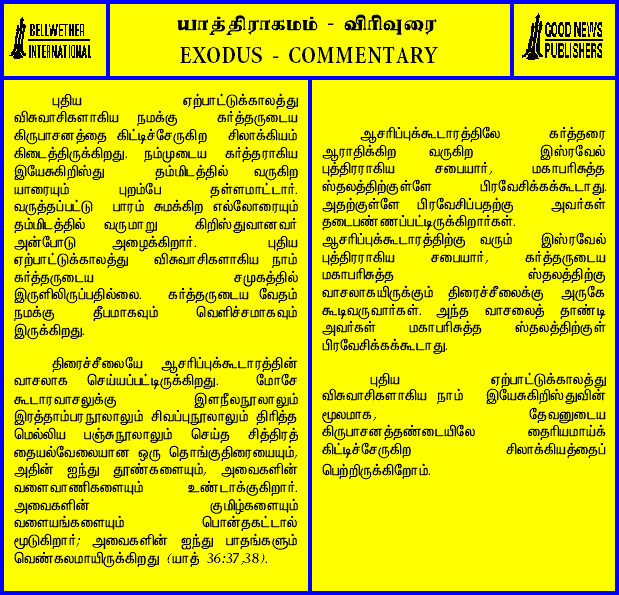 BELLWETHER
INTERNATIONAL
யாத்திராகமம் - விரிவுரை
EXODUS - COMMENTARY
GOOD NEWS
PUBLISHERS
புதிய ஏற்பாட்டுக்காலத்து
விசுவாசிகளாகிய நமக்கு கர்த்தருடைய
கிருபாசனத்தை கிட்டிச்சேருகிற சிலாக்கியம்
கிடைத்திருக்கிறது. நம்முடைய கர்த்தராகிய
இயேசுகிறிஸ்து தம்மிடத்தில் வருகிற
யாரையும் புறம்பே தள்ளமாட்டார்.
வருத்தப்பட்டு பாரம் சுமக்கிற எல்லோரையும்
தம்மிடத்தில் வருமாறு கிறிஸ்துவானவர்
அன்போடு அழைக்கிறார். புதிய
ஏற்பாட்டுக்காலத்து விசுவாசிகளாகிய நாம்
கர்த்தருடைய சமுகத்தில்
இருளிலிருப்பதில்லை. கர்த்தருடைய வேதம்
நமக்கு தீபமாகவும் வெளிச்சமாகவும்
இருக்கிறது.
திரைச்சீலையே ஆசரிப்புக்கூடாரத்தின்
வாசலாக செய்யப்பட்டிருக்கிறது. மோசே
கூடாரவாசலுக்கு இளநீலநூலாலும்
இரத்தாம்பரநூலாலும் சிவப்புநூலாலும் திரித்த
மெல்லிய பஞ்சுநூலாலும் செய்த சித்திரத்
தையல்வேலையான ஒரு தொங்குதிரையையும்,
அதின் ஐந்து தூண்களையும், அவைகளின்
வளைவாணிகளையும் உண்டாக்குகிறார்.
அவைகளின் குமிழ்களையும்
வளையங்களையும் பொன்தகட்டால்
மூடுகிறார்; அவைகளின் ஐந்து பாதங்களும்
வெண்கலமாயிருக்கிறது (யாத் 36:37,38).
ஆசரிப்புக்கூடாரத்திலே கர்த்தரை
ஆராதிக்கிற வருகிற இஸ்ரவேல்
புத்திரராகிய சபையார், மகாபரிசுத்த
ஸ்தலத்திற்குள்ளே பிரவேசிக்கக்கூடாது.
அதற்குள்ளே பிரவேசிப்பதற்கு அவர்கள்
தடைபண்ணப்பட்டிருக்கிறார்கள்.
ஆசரிப்புக்கூடாரத்திற்கு வரும் இஸ்ரவேல்
புத்திரராகிய சபையார், கர்த்தருடைய
மகாபரிசுத்த ஸ்தலத்திற்கு
வாசலாகயிருக்கும் திரைச்சீலைக்கு அருகே
கூடிவருவார்கள். அந்த வாசலைத் தாண்டி
அவர்கள் மகாபரிசுத்த ஸ்தலத்திற்குள்
பிரவேசிக்கக்கூடாது.
புதிய ஏற்பாட்டுக்காலத்து
விசுவாசிகளாகிய நாம் இயேசுகிறிஸ்துவின்
மூலமாக, தேவனுடைய
கிருபாசனத்தண்டையிலே தைரியமாய்க்
கிட்டிச்சேருகிற சிலாக்கியத்தைப்
பெற்றிருக்கிறோம்.